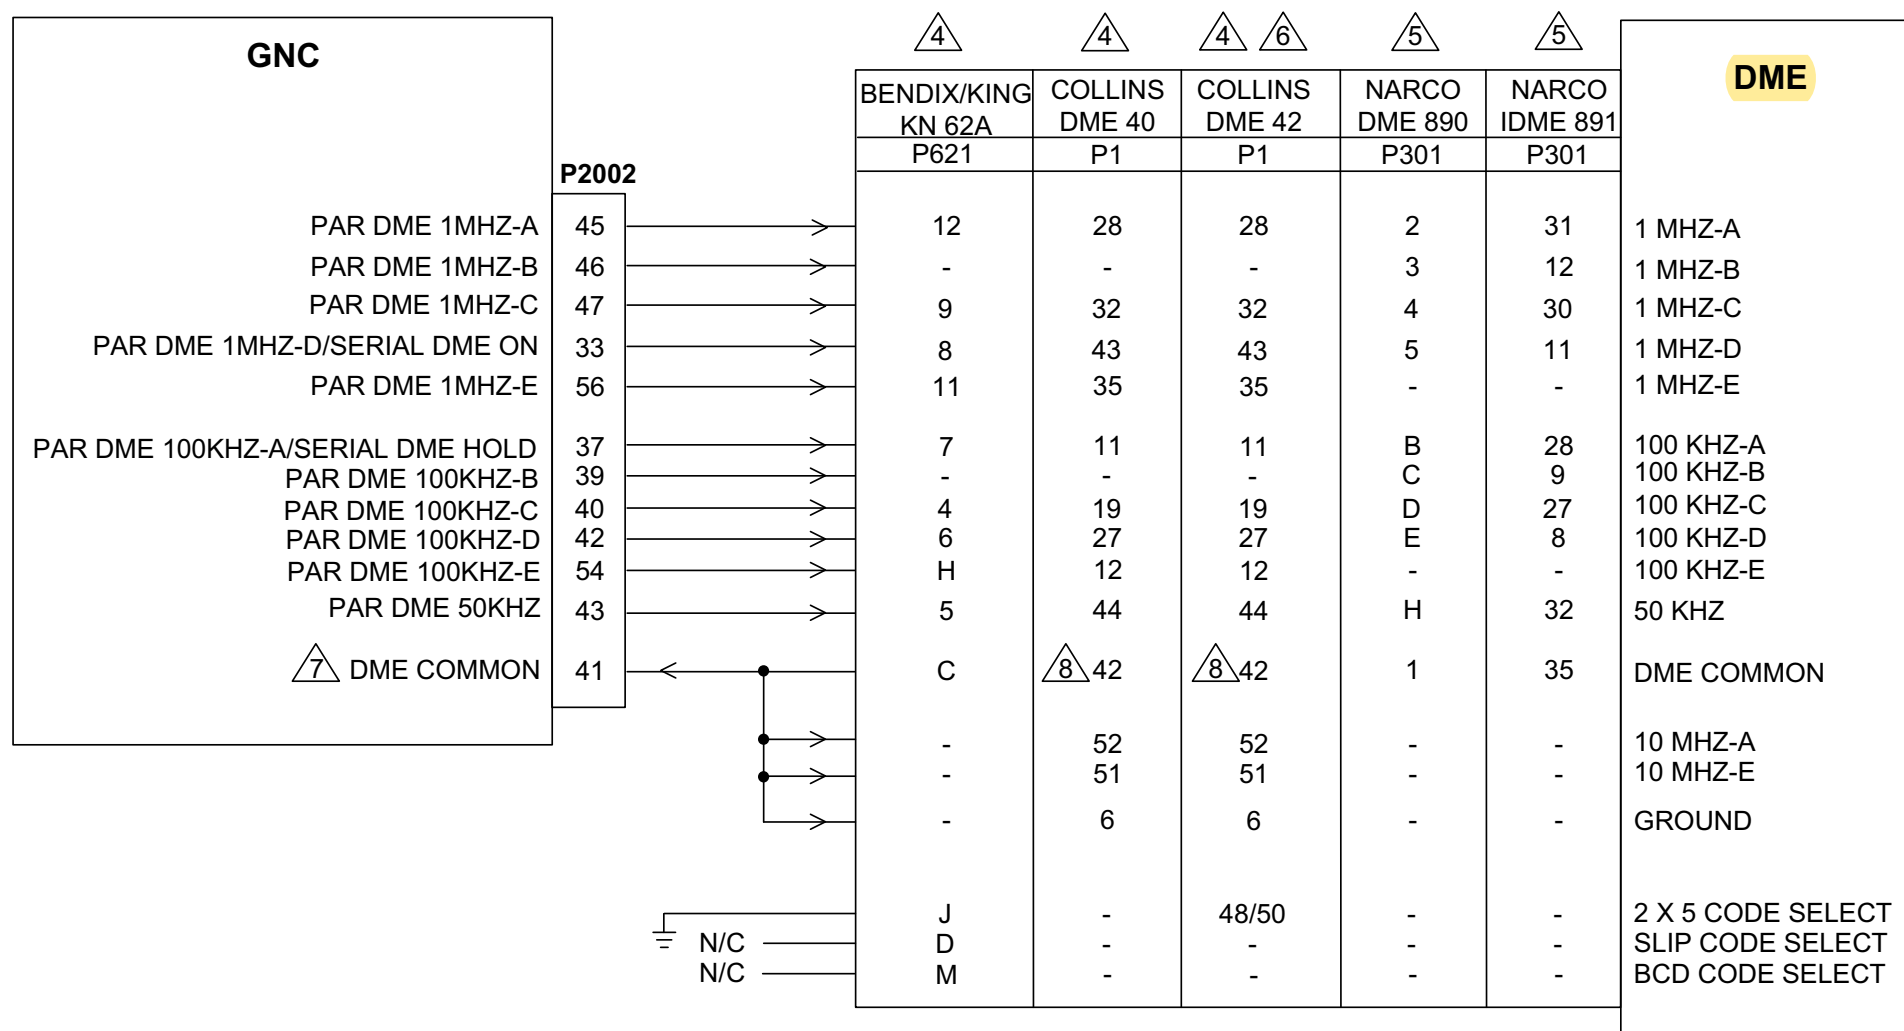 GNC
P2002
4 4 4 6 5 5
BENDIX/KING COLLINS COLLINS NARCO NARCO
KN 62A DME 40 DME 42 DME 890 IDME 891
P621 P1 P1 P301 P301
DME
PAR DME 1MHZ-A 45 12 28 28 2 31 1 MHZ-A
PAR DME 1MHZ-B 46 - - - 3 12 1 MHZ-B
PAR DME 1MHZ-C 47 9 32 32 4 30 1 MHZ-C
PAR DME 1MHZ-D/SERIAL DME ON 33 8 43 43 5 11 1 MHZ-D
PAR DME 1MHZ-E 56 11 35 35 - - 1 MHZ-E
PAR DME 100KHZ-A/SERIAL DME HOLD 37 7 11 11 B 28 100 KHZ-A
PAR DME 100KHZ-B 39 - - - C 9 100 KHZ-B
PAR DME 100KHZ-C 40 4 19 19 D 27 100 KHZ-C
PAR DME 100KHZ-D 42 6 27 27 E 8 100 KHZ-D
PAR DME 100KHZ-E 54 H 12 12 - - 100 KHZ-E
PAR DME 50KHZ 43 5 44 44 H 32 50 KHZ
7 DME COMMON 41 C 8 42 8 42 1 35 DME COMMON
- 52 52 - - 10 MHZ-A
- 51 51 - - 10 MHZ-E
- 6 6 - - GROUND
J - 48/50 - - 2 X 5 CODE SELECT
N/C D - - - - SLIP CODE SELECT
N/C M - - - - BCD CODE SELECT